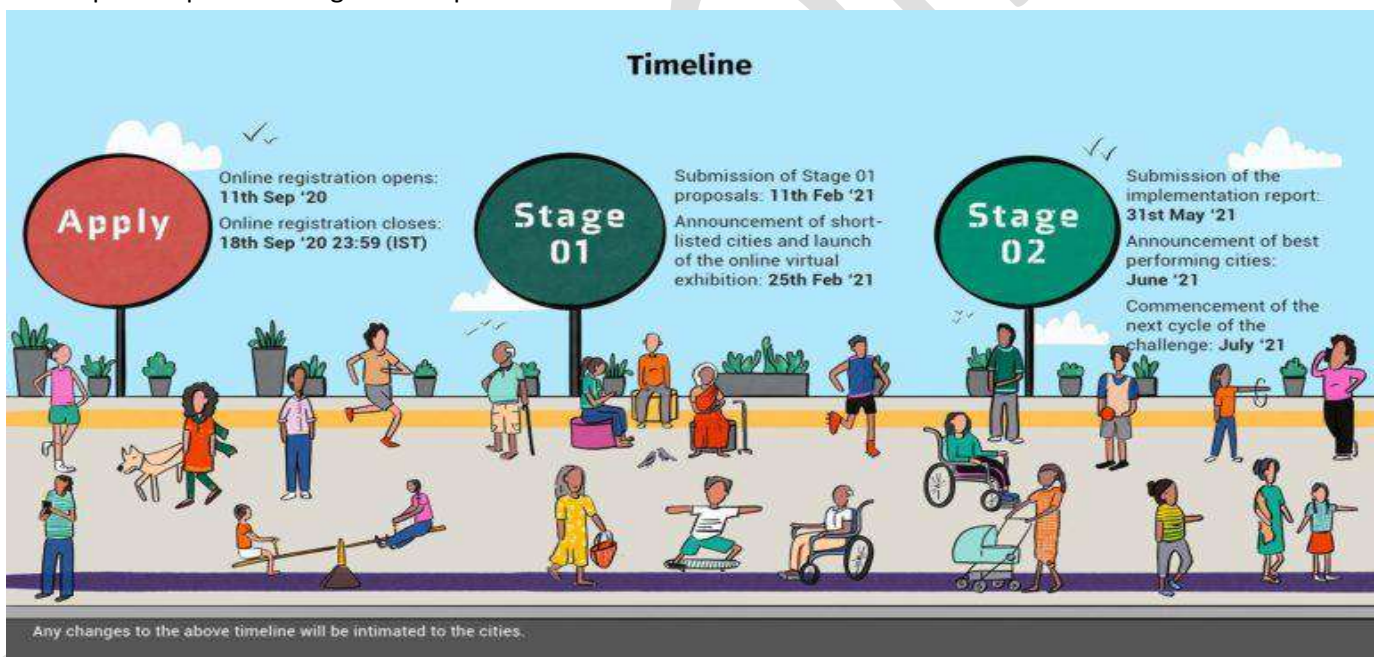 Timeline
Apply
Online registration opens:
11th Sep ‘20
Online registration closes:
18th Sep ‘20 23:59 (IST)
Stage
01
Submission of Stage 01
proposals: 11th Feb ‘21
Announcement of short-
listed cities and launch
of the online virtual
exhibition: 25th Feb ‘21
Stage
02
Submission of the
implementation report:
31st May ‘21
Announcement of best
performing cities:
June ‘21
Commencement of the
next cycle of the
challenge: July ‘21
Any changes to the above timeline will be intimated to the cities.